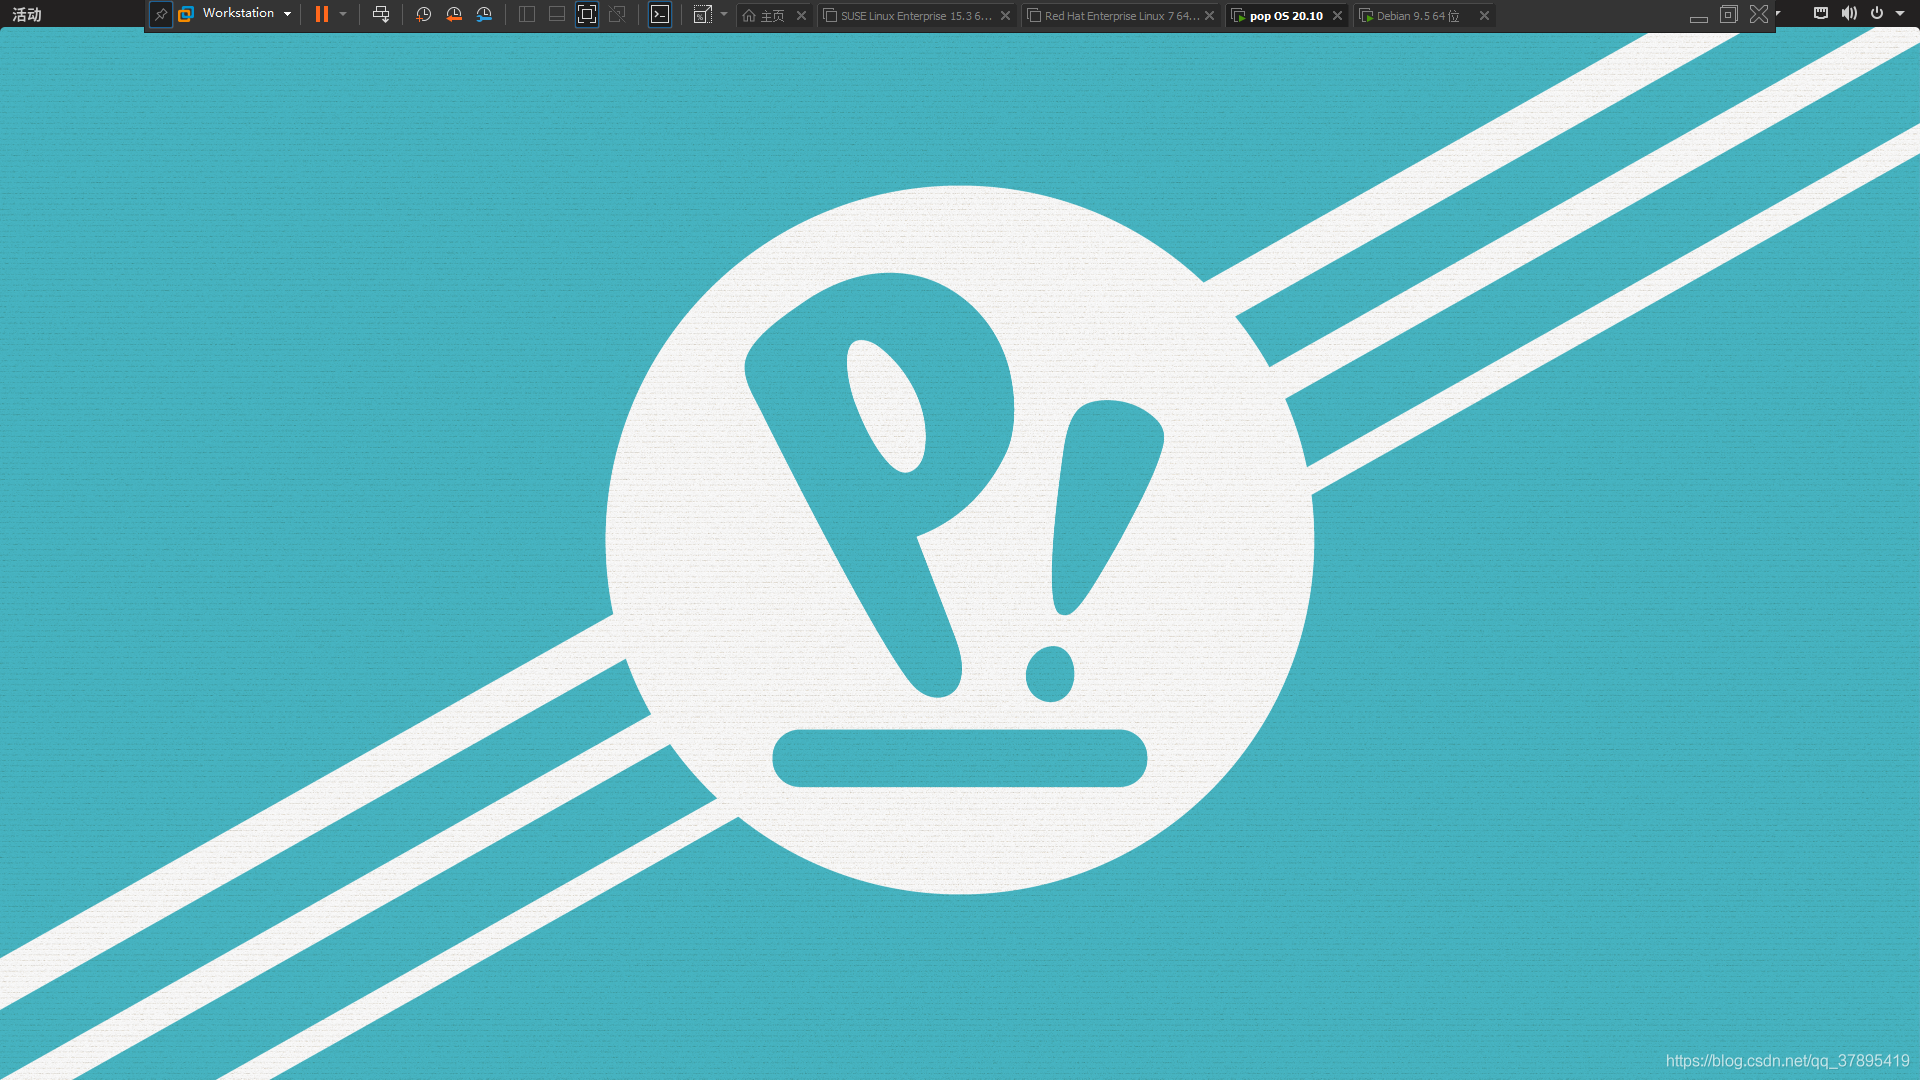 活动
Workstation
主页
SUSE Linux Enterprise 15.3 6...
Red Hat Enterprise Linux 7 64...
pop OS 20.10
Debian 9.5 64 位
P!
https://blog.csdn.net/qq_37895419